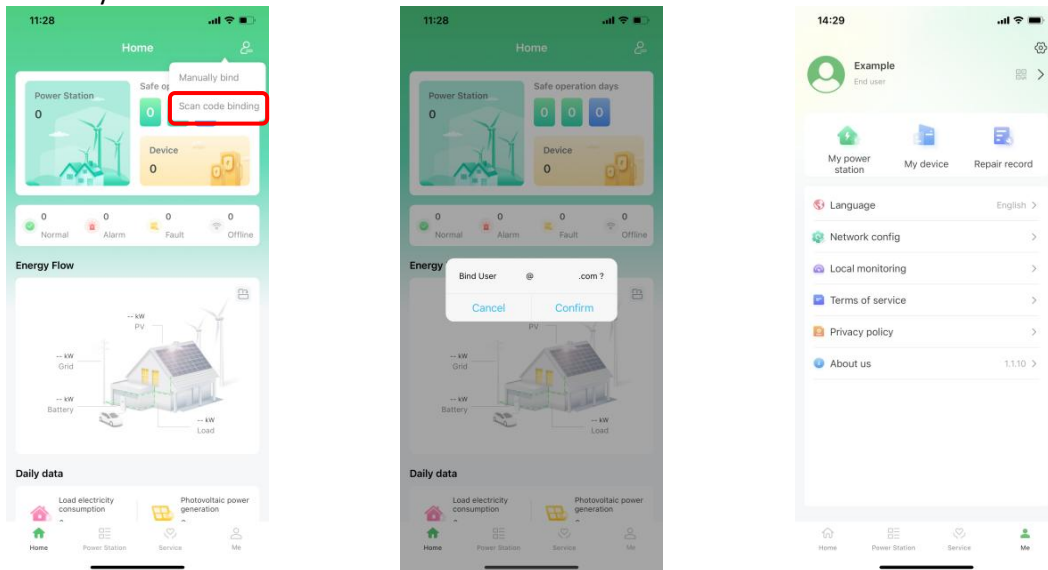 11:28
Home
Manually bind
Scan code binding
Power Station
0
Safe op
0
Device
0
0
Normal
0
Alarm
0
Fault
0
Offline
Energy Flow
-- kW
PV
-- kW
Grid
-- kW
Battery
-- kW
Load
Daily data
Load electricity
consumption
Photovoltaic power
generation
Home
Power Station
Service
Me
11:28
Home
Power Station
0
Safe operation days
0 0 0
Device
0
0
Normal
0
Alarm
0
Fault
0
Offline
Energy
Bind User @ .com ?
Cancel
Confirm
PV
-- kW
Grid
-- kW
Battery
-- kW
Load
Daily data
Load electricity
consumption
Photovoltaic power
generation
Home
Power Station
Service
Me
14:29
Example
End user
My power
station
My device
Repair record
Language English
Network config
Local monitoring
Terms of service
Privacy policy
About us 1.1.10
Home
Power Station
Service
Me